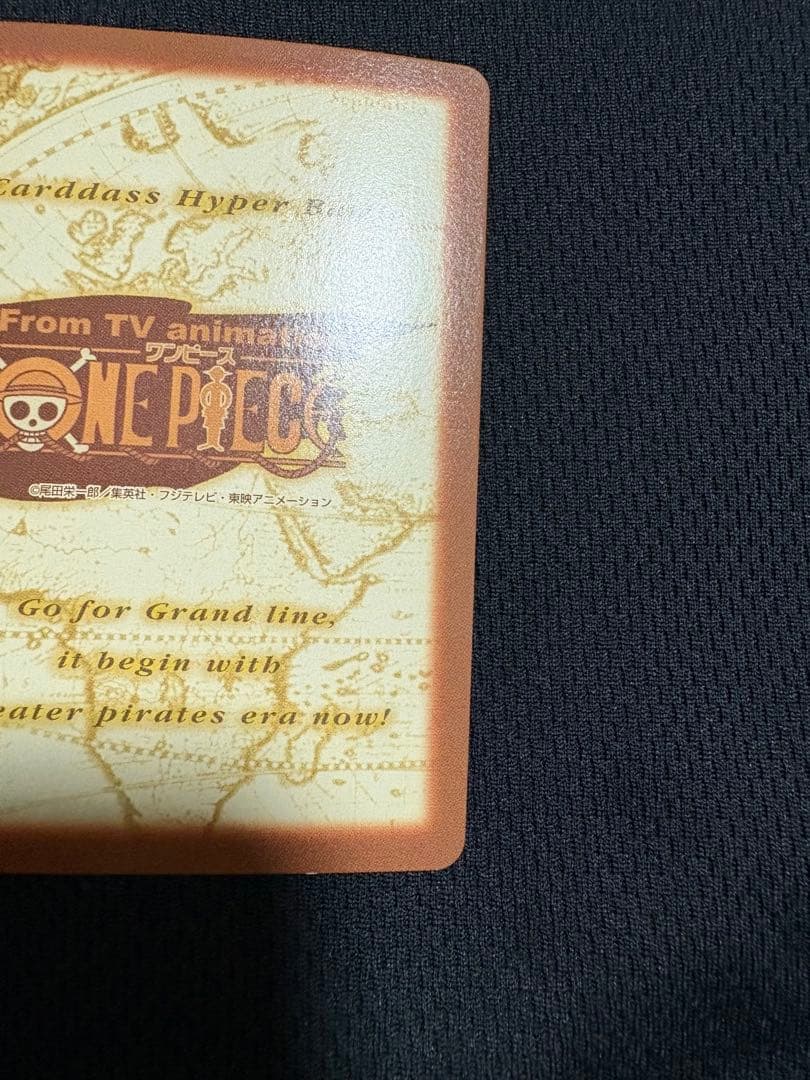 Carddass Hyper
From TV
ワンピース
ONE PIECE
©尾田栄一郎／集英社・フジテレビ・東映アニメーション
Go for Grand line,
it begin with
eater pirates era now!